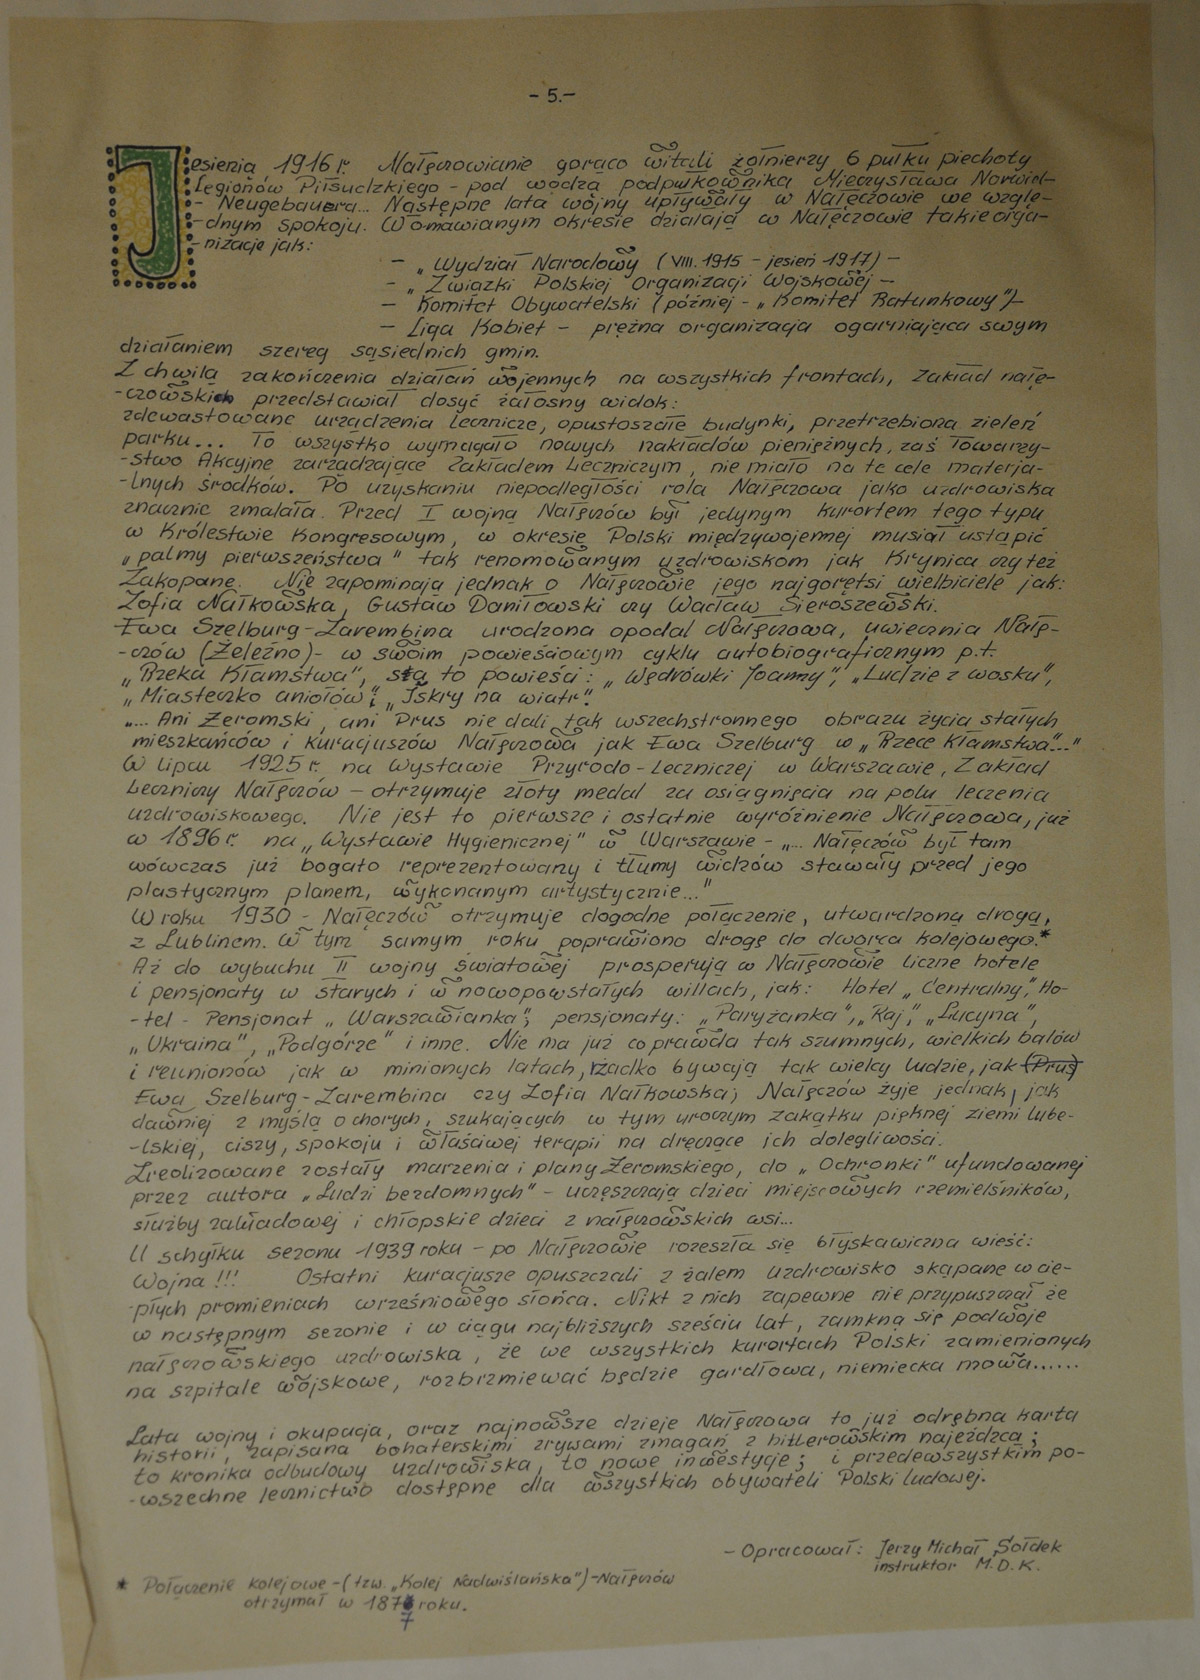 - 5.-
Jesienią, 1916 r. Nałęczowianie gorąco witali żołnierzy 6 pułku piechoty
Legionów Piłsudzkiego - pod wodzą podpułkownika Mieczysława Norwid-
- Neugebauera... Następne lata wojny upływały w Nałęczowie we wzglę-
-dnym spokoju. W omawianym okresie działają w Nałęczowie takie orga-
-nizacje jak:
- „Wydział Narodowy (VIII. 1915 - jesień 1917) -
- „Związki Polskiej Organizacji Wojskowej -
- Komitet Obywatelski (później - „Komitet Ratunkowy") -
- Liga Kobiet - prężna organizacja ogarniająca swym
działaniem szereg sąsiednich gmin.
Z chwilą zakończenia działań wojennych na wszystkich frontach, Zakład nałę-
-czowskich przedstawiał dosyć żałosny widok:
zdewastowane urządzenia lecznicze, opustoszałe budynki, przetrzebiona zieleń
parku... To wszystko wymagało nowych nakładów pieniężnych, zaś Towarzy-
-stwo Akcyjne zarządzające Zakładem Leczniczym, nie miało na te cele materja-
-lnych środków. Po uzyskaniu niepodległości rola Nałęczowa jako uzdrowiska
znacznie zmalała. Przed I wojną Nałęczów był jedynym kurortem tego typu
w Królestwie Kongresowym, w okresie Polski międzywojennej musiał ustąpić
„palmy pierwszeństwa" tak renomowanym uzdrowiskom jak Krynica czy też
Zakopane. Nie zapominają jednak o Nałęczowie jego najgorętsi wielbiciele jak:
Zofia Nałkowska, Gustaw Daniłowski czy Wacław Sieroszewski.
Ewa Szelburg-Zarembina urodzona opodal Nałęczowa, uwiecznia Nałę-
-czów (Żeleźno) - w swoim powieściowym cyklu autobiograficznym p.t.
„Rzeka Kłamstwa", są to powieści: „Wędrówki Joanny", „Ludzie z wosku",
„Miasteczko aniołów", i „Iskry na wiatr."
„... Ani Żeromski, ani Prus nie dali tak wszechstronnego obrazu życia stałych
mieszkańców i kuracjuszów Nałęczowa jak Ewa Szelburg w „Rzece Kłamstwa"..."
W lipcu 1925 r. na Wystawie Przyrodo-Leczniczej w Warszawie, Zakład
Leczniczy Nałęczów - otrzymuje złoty medal za osiągnięcia na polu leczenia
uzdrowiskowego. Nie jest to pierwsze i ostatnie wyróżnienie Nałęczowa, już
w 1896 r. na „Wystawie Hygienicznej" w Warszawie - „... Nałęczów był tam
wówczas już bogato reprezentowany i tłumy widzów stawały przed jego
plastycznym planem, wykonanym artystycznie..."
W roku 1930 - Nałęczów otrzymuje dogodne połączenie, utwardzoną drogą,
z Lublinem. W tym samym roku poprawiono drogę do dworca kolejowego.*
Aż do wybuchu II wojny światowej prosperują w Nałęczowie liczne hotele
i pensjonaty w starych i w nowopowstałych willach, jak: Hotel „Centralny", Ho-
-tel - Pensjonat „Warszawianka"; pensjonaty: „Paryżanka", „Raj", „Lucyna",
„Ukraina", „Podgórze" i inne. Nie ma już co prawda tak szumnych, wielkich balów
i reunionów jak w minionych latach, rzadko bywają tak wielcy ludzie, jak (Prus)
Ewa Szelburg-Zarembina czy Zofia Nałkowska; Nałęczów żyje jednak, jak
dawniej z myślą o chorych, szukających w tym uroczym zakątku pięknej ziemi lube-
-lskiej, ciszy, spokoju i właściwej terapii na dręczące ich dolegliwości.
Zrealizowane zostały marzenia i plany Żeromskiego, do „Ochronki" ufundowanej
przez autora „Ludzi bezdomnych" - uczęszczają dzieci miejscowych rzemielśników,
służby zakładowej i chłopskie dzieci z nałęczowskich wsi...
U schyłku sezonu 1939 roku - po Nałęczowie rozeszła się błyskawiczna wieść:
Wojna!!! Ostatni kuracjusze opuszczali z żalem uzdrowisko skąpane w cie-
-płych promieniach wrześniowego słońca. Nikt z nich zapewne nie przypuszczał że
w następnym sezonie i w ciągu najbliższych sześciu lat, zamkną się podwoje
nałęczowskiego uzdrowiska, że we wszystkich kurortach Polski zamienionych
na szpitale wojskowe, rozbrzmiewać będzie gardłowa, niemiecka mowa......
Lata wojny i okupacja, oraz najnowsze dzieje Nałęczowa to już odrębna karta
historii, zapisana bohaterskimi zrywami zmagań z hitlerowskim najeźdzcą;
to kronika odbudowy uzdrowiska, to nowe inwestycje; i przedewszystkim po-
-wszechne lecznictwo dostępne dla wszystkich obywateli Polski Ludowej.
- Opracował: Jerzy Michał Sołdek
instruktor M.D.K.
* Połączenie kolejowe - (tzw. „Kolej Nadwiślańska") - Nałęczów
otrzymał w 1877 roku.